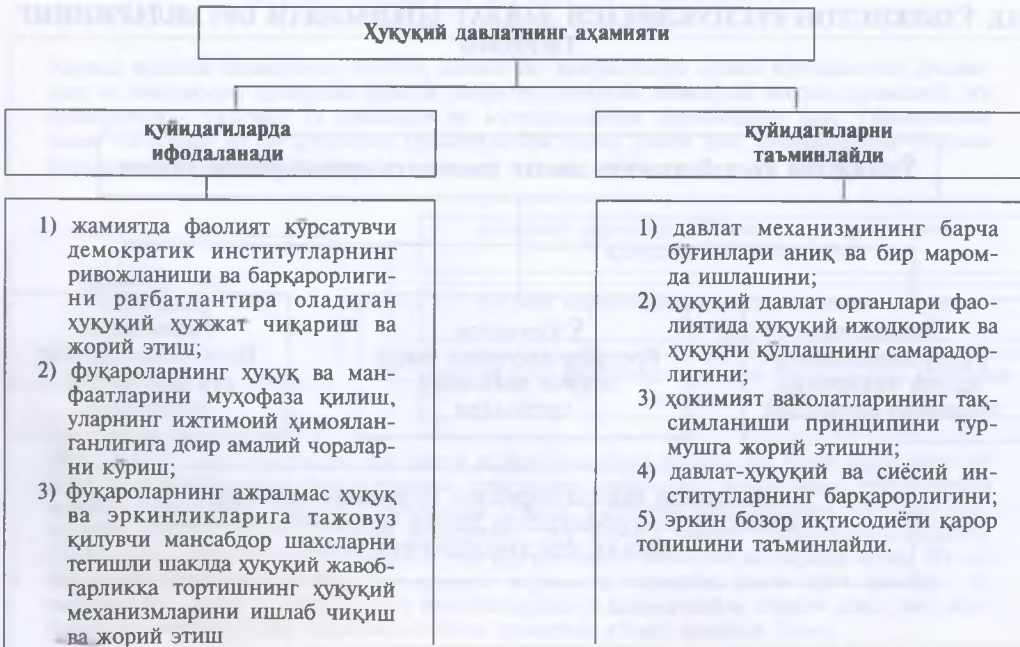 Ҳуқуқий давлатнинг аҳамияти
қуйидагиларда
ифодаланади
1) жамиятда фаолият кўрсатувчи
демократик институтларнинг
ривожланиши ва барқарорлиги-
ни рағбатлантира оладиган
ҳуқуқий ҳужжат чиқариш ва
жорий этиш;
2) фуқароларнинг ҳуқуқ ва ман-
фаатларини муҳофаза қилиш,
уларнинг ижтимоий ҳимоялан-
ганлигига доир амалий чоралар-
ни кўриш;
3) фуқароларнинг ажралмас ҳуқуқ
ва эркинликларига тажовуз
қилувчи мансабдор шахсларни
тегишли шаклда ҳуқуқий жавоб-
гарликка тортишнинг ҳуқуқий
механизмларини ишлаб чиқиш
ва жорий этиш
қуйидагиларни
таъминлайди
1) давлат механизмининг барча
бўғинлари аниқ ва бир маром-
да ишлашини;
2) ҳуқуқий давлат органлари фао-
лиятида ҳуқуқий ижодкорлик ва
ҳуқуқни қўллашнинг самарадор-
лигини;
3) ҳокимият ваколатларининг тақ-
симланиши принципини тур-
мушга жорий этишни;
4) давлат-ҳуқуқий ва сиёсий ин-
ститутларнинг барқарорлигини;
5) эркин бозор иқтисодиёти қарор
топишини таъминлайди.